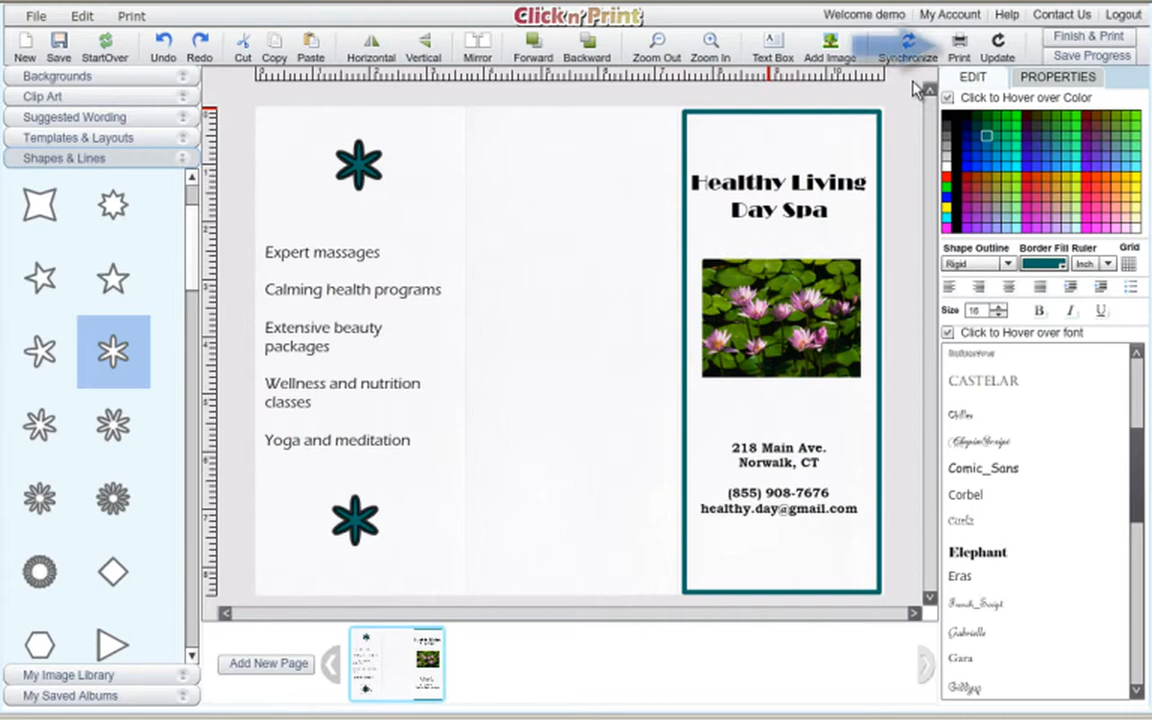 File Edit Print Click n' Print Welcome demo My Account Help Contact Us Logout
New Save StartOver Undo Redo Cut Copy Paste Horizontal Vertical Mirror Forward Backward Zoom Out Zoom In Text Box Add Image Synchronize Print Update Finish & Print
Save Progress
Backgrounds
Clip Art
Suggested Wording
Templates & Layouts
Shapes & Lines
My Image Library
My Saved Albums
Expert massages
Calming health programs
Extensive beauty
packages
Wellness and nutrition
classes
Yoga and meditation
Healthy Living
Day Spa
218 Main Ave.
Norwalk, CT
(855) 908-7676
healthy.day@gmail.com
Add New Page
EDIT PROPERTIES
Click to Hover over Color
Shape Outline Border Fill Ruler Grid
Rigid Inch
Size 16 B I U
Click to Hover over font
CASTELAR
Chiller
ChopinScript
Comic_Sans
Corbel
Curlz
Elephant
Eras
French_Script
Gabrielle
Gara
Giddyup